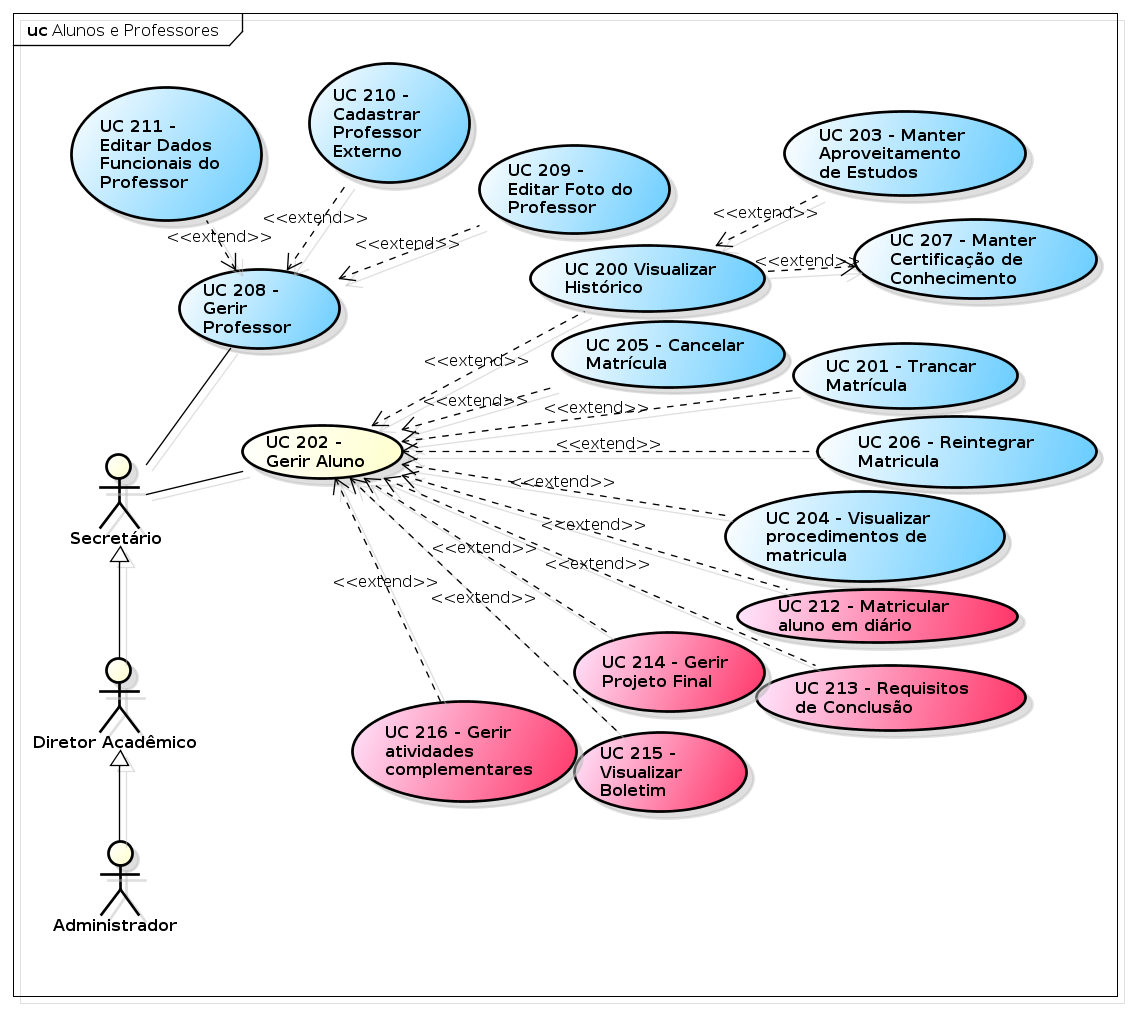 uc Alunos e Professores
UC 211 -
Editar Dados
Funcionais do
Professor
UC 210 -
Cadastrar
Professor
Externo
UC 209 -
Editar Foto do
Professor
UC 203 - Manter
Aproveitamento
de Estudos
<<extend>>
<<extend>>
<<extend>>
<<extend>>
UC 208 -
Gerir
Professor
UC 200 Visualizar
Histórico
<<extend>>
UC 207 - Manter
Certificação de
Conhecimento
<<extend>>
UC 205 - Cancelar
Matrícula
<<extend>>
UC 201 - Trancar
Matrícula
<<extend>>
UC 202 -
Gerir Aluno
<<extend>>
UC 206 - Reintegrar
Matricula
<<extend>>
UC 204 - Visualizar
procedimentos de
matricula
<<extend>>
<<extend>>
<<extend>>
<<extend>>
<<extend>>
UC 212 - Matricular
aluno em diário
UC 214 - Gerir
Projeto Final
UC 213 - Requisitos
de Conclusão
UC 216 - Gerir
atividades
complementares
UC 215 -
Visualizar
Boletim
Secretário
Diretor Acadêmico
Administrador